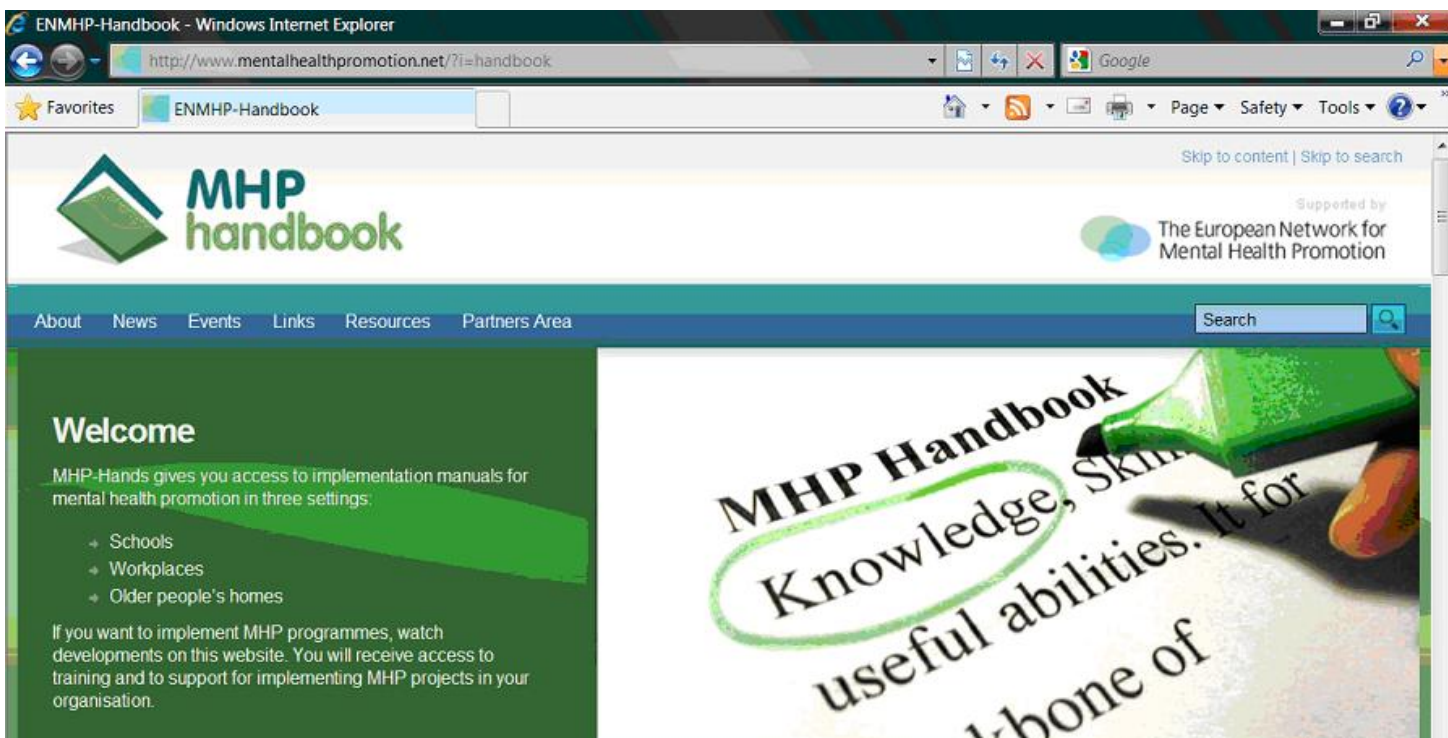 ENMHP-Handbook - Windows Internet Explorer
http://www.mentalhealthpromotion.net/?i=handbook
Google
Favorites
ENMHP-Handbook
Page Safety Tools
Skip to content | Skip to search
MHP
handbook
Supported by
The European Network for
Mental Health Promotion
About News Events Links Resources Partners Area
Search
Welcome
MHP-Hands gives you access to implementation manuals for
mental health promotion in three settings:
Schools
Workplaces
Older people's homes
If you want to implement MHP programmes, watch
developments on this website. You will receive access to
training and to support for implementing MHP projects in your
organisation.
MHP Handbook
Knowledge,
useful abilities. It for
of